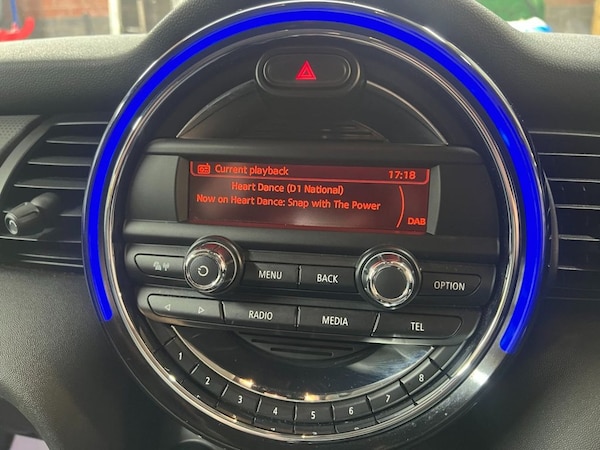 Current playback 17:18
Heart Dance (D1 National)
Now on Heart Dance: Snap with The Power
DAB
MENU BACK OPTION
RADIO MEDIA TEL
1 2 3 4 5 6 7 8